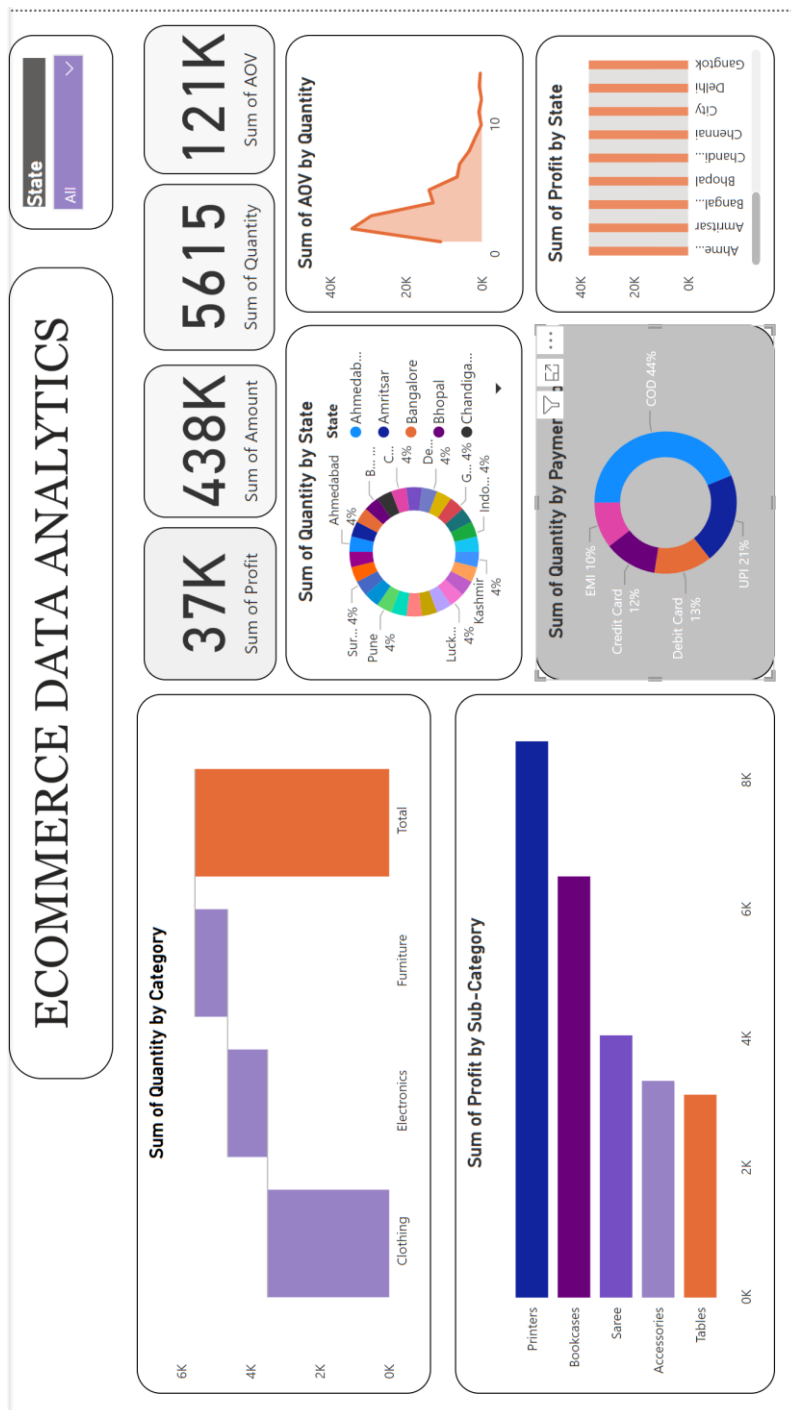 ECOMMERCE DATA ANALYTICS
State
All
37K
Sum of Profit
438K
Sum of Amount
5615
Sum of Quantity
121K
Sum of AOV
Sum of Quantity by Category
6K
4K
2K
0K
Clothing
Electronics
Furniture
Total
Sum of Quantity by State
Ahmedabad
4%
B... ...
C...
4%
De...
4%
G... 4%
Indo... 4%
Kashmir
4%
Luck...
4%
Pune
4%
Sur...
4%
State
Ahmedab...
Amritsar
Bangalore
Bhopal
Chandiga...
Sum of AOV by Quantity
40K
20K
0K
0
10
Sum of Profit by Sub-Category
Printers
Bookcases
Saree
Accessories
Tables
0K
2K
4K
6K
8K
Sum of Quantity by Paymen
COD 44%
UPI 21%
Debit Card
13%
Credit Card
12%
EMI 10%
Sum of Profit by State
40K
20K
0K
Ahme...
Amritsar
Bangal...
Bhopal
Chandi...
Chennai
City
Delhi
Gangtok